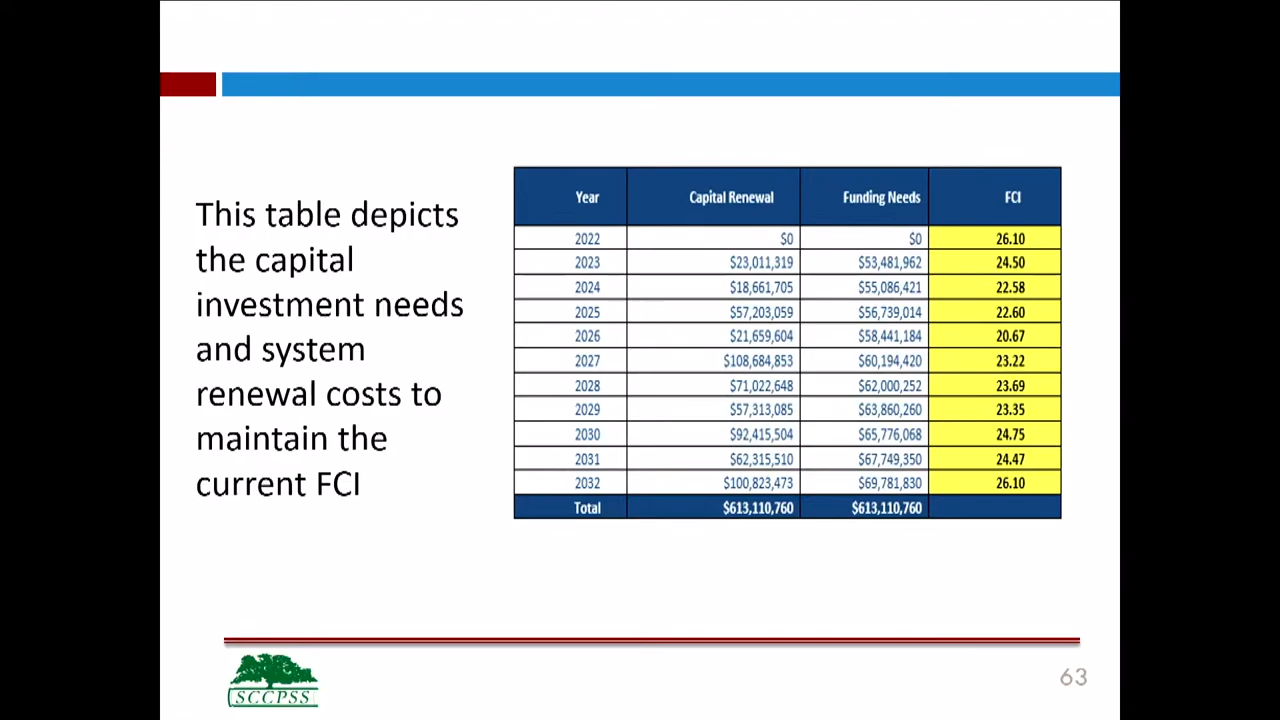 This table depicts
the capital
investment needs
and system
renewal costs to
maintain the
current FCI
Year Capital Renewal Funding Needs FCI
2022 $0 $0 26.10
2023 $23,011,319 $53,481,962 24.50
2024 $18,661,705 $55,086,421 22.58
2025 $57,203,059 $56,739,014 22.60
2026 $21,659,604 $58,441,184 20.67
2027 $108,684,853 $60,194,420 23.22
2028 $71,022,648 $62,000,252 23.69
2029 $57,313,085 $63,860,260 23.35
2030 $92,415,504 $65,776,068 24.75
2031 $62,315,510 $67,749,350 24.47
2032 $100,823,473 $69,781,830 26.10
Total $613,110,760 $613,110,760
SCCPSS
63